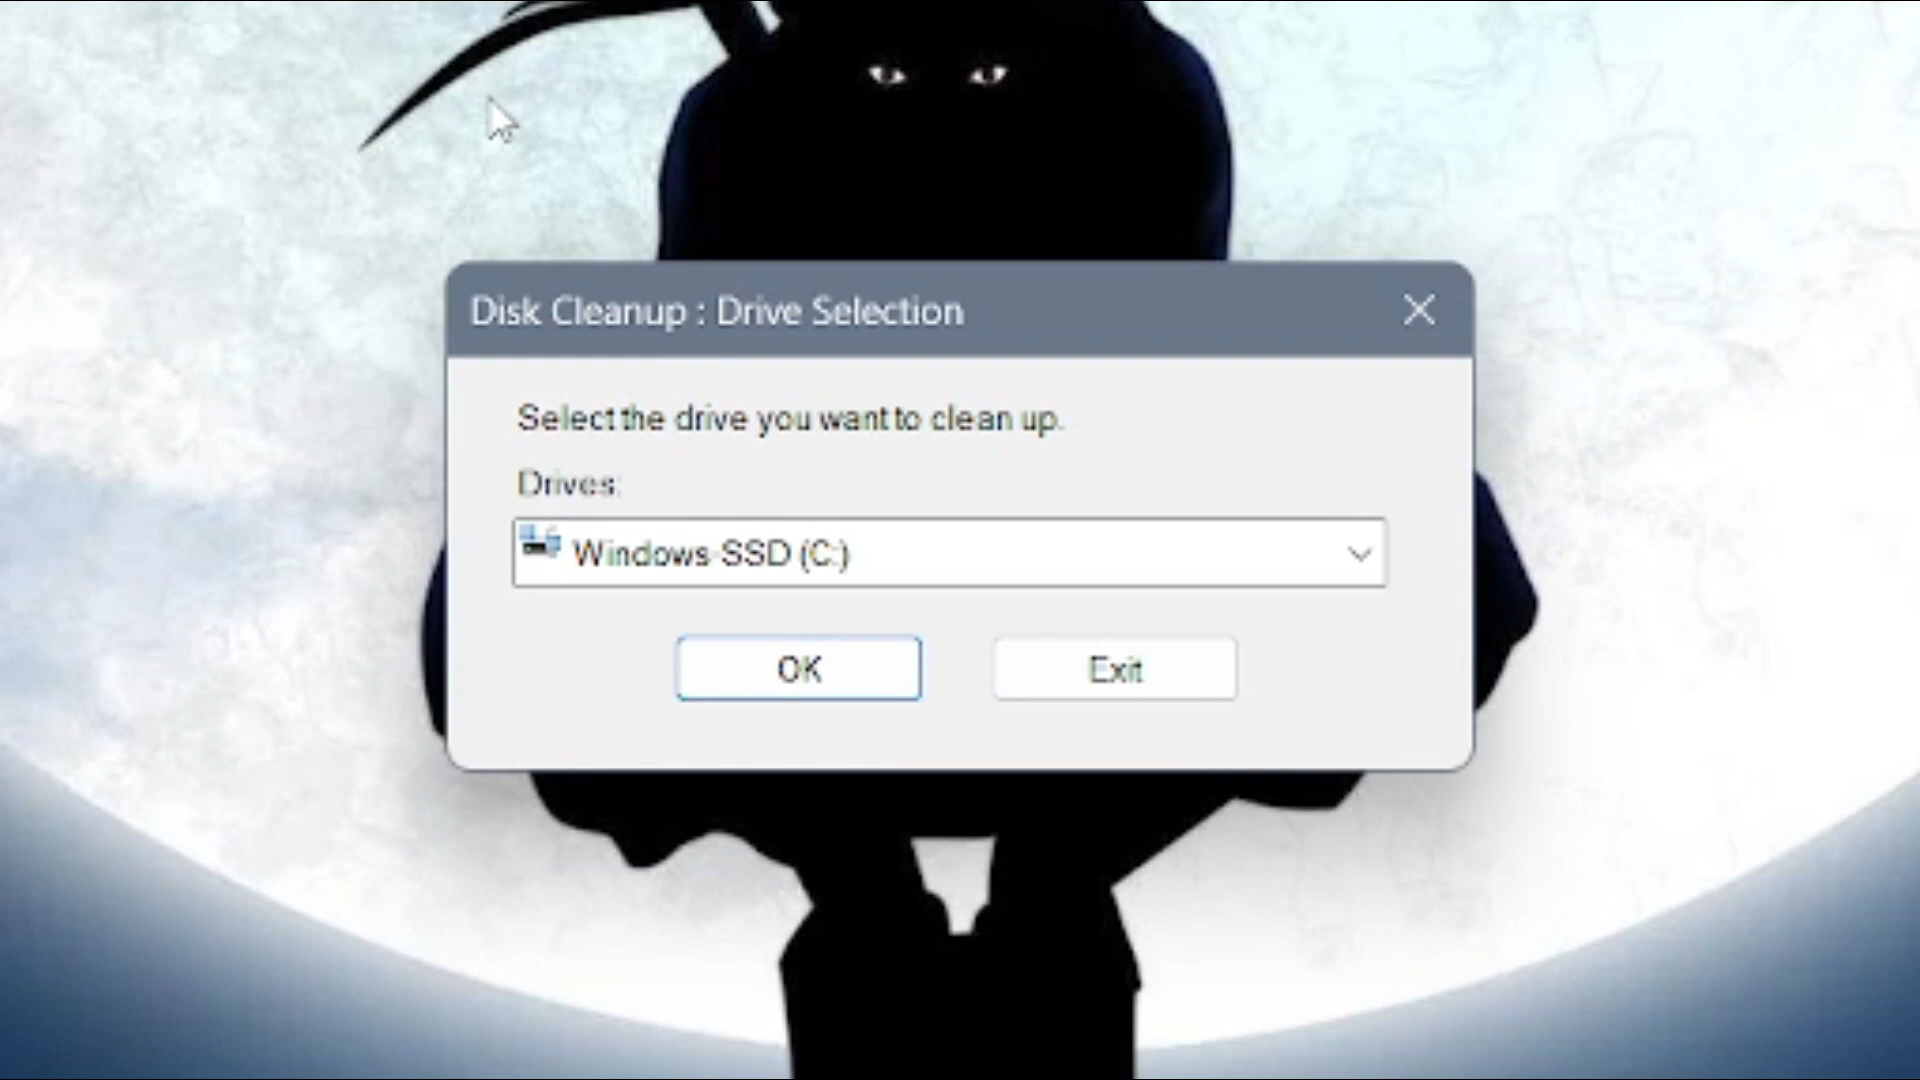 Disk Cleanup : Drive Selection
Select the drive you want to clean up.
Drives:
Windows-SSD (C:)
OK
Exit